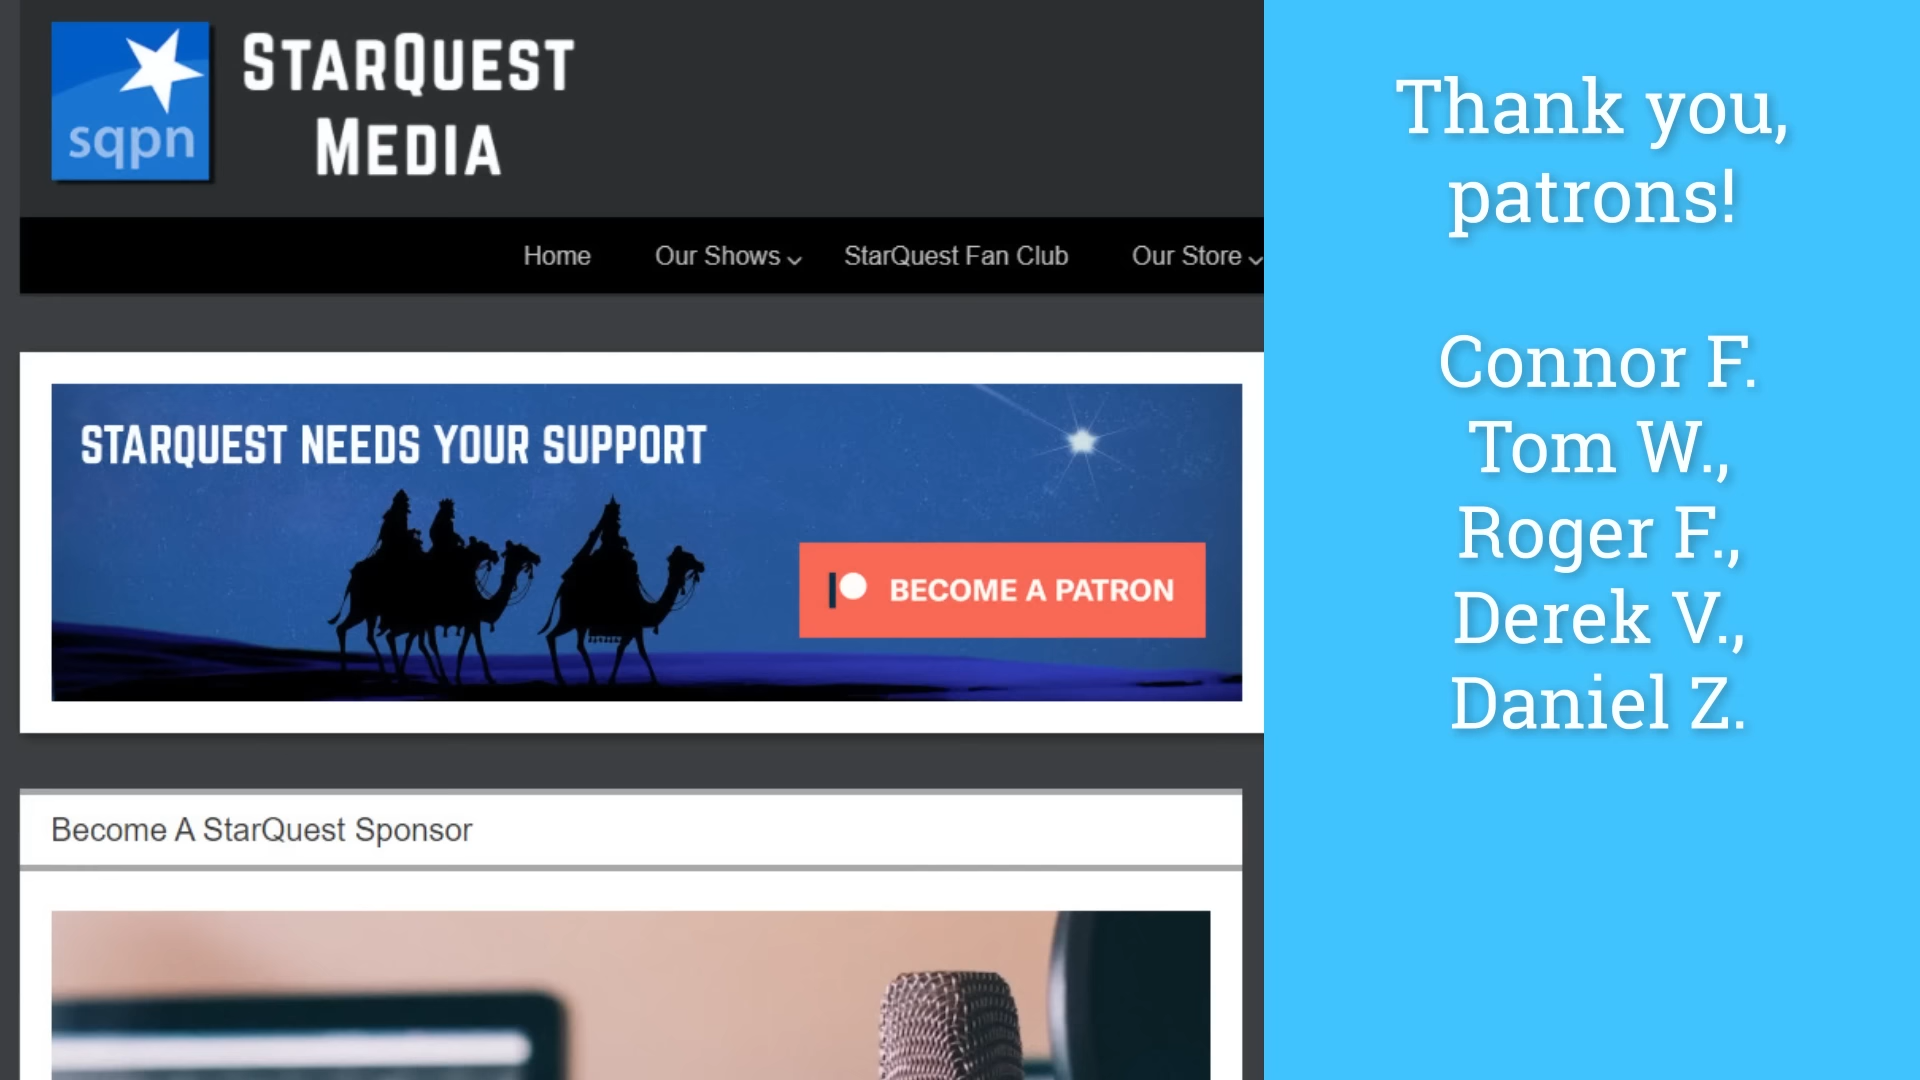 sqpn
STARQUEST
MEDIA
Home
Our Shows
StarQuest Fan Club
Our Store
STARQUEST NEEDS YOUR SUPPORT
BECOME A PATRON
Become A StarQuest Sponsor
Thank you,
patrons!
Connor F.
Tom W.,
Roger F.,
Derek V.,
Daniel Z.